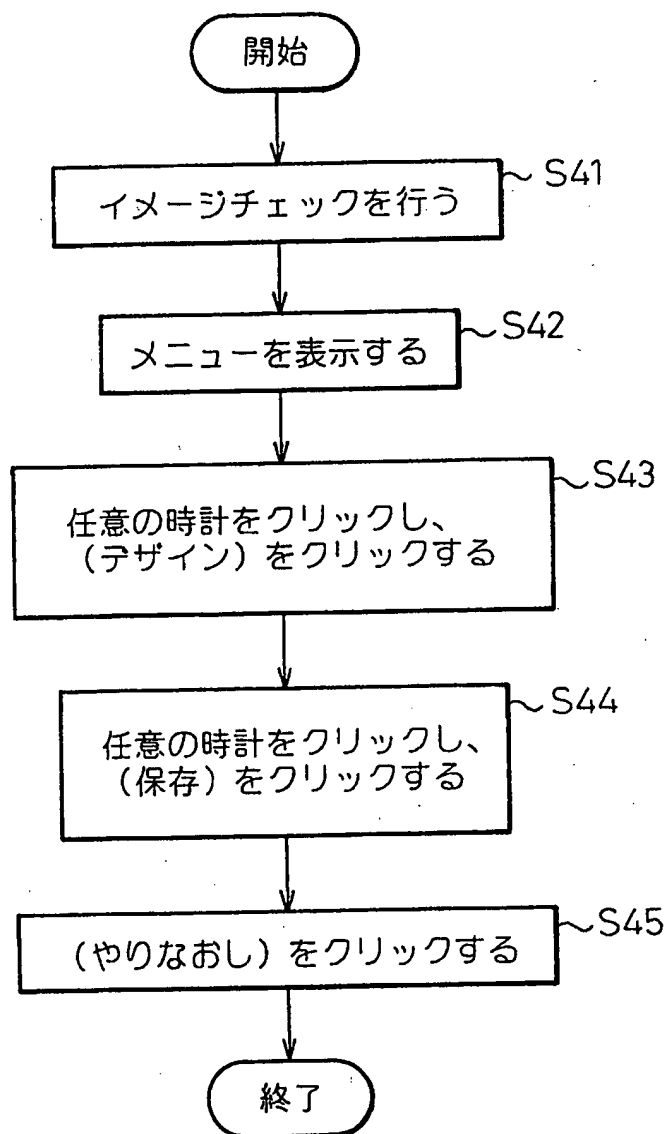 開始
イメージチェックを行う
S41
メニューを表示する
S42
任意の時計をクリックし、
(デザイン)をクリックする
S43
任意の時計をクリックし、
(保存)をクリックする
S44
(やりなおし)をクリックする
S45
終了